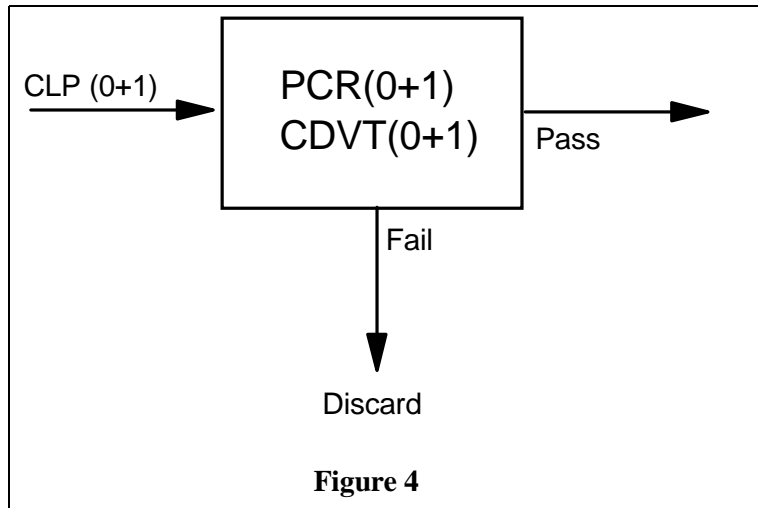 CLP (0+1)
PCR(0+1)
CDVT(0+1)
Pass
Fail
Discard
Figure 4